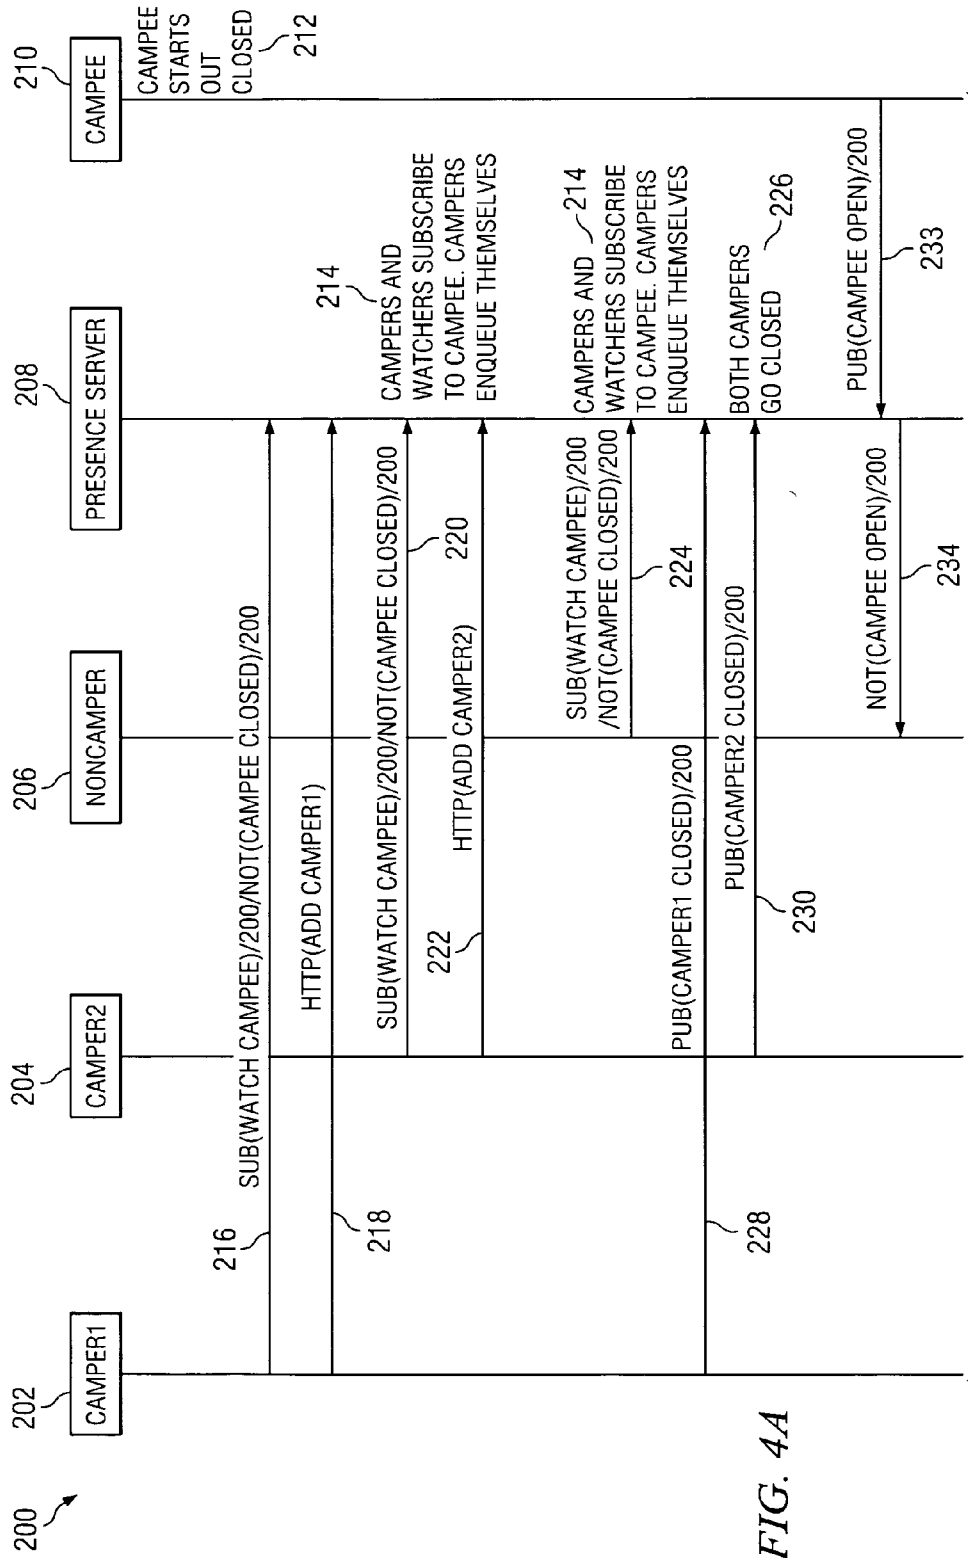 200
202
CAMPER1
204
CAMPER2
206
NONCAMPER
208
PRESENCE SERVER
210
CAMPEE
CAMPEE
STARTS
OUT
CLOSED
212
SUB(WATCH CAMPEE)/200/NOT(CAMPEE CLOSED)/200
216
HTTP(ADD CAMPER1)
218
214
CAMPERS AND
WATCHERS SUBSCRIBE
TO CAMPEE. CAMPERS
ENQUEUE THEMSELVES
SUB(WATCH CAMPEE)/200/NOT(CAMPEE CLOSED)/200
220
HTTP(ADD CAMPER2)
222
CAMPERS AND
WATCHERS SUBSCRIBE
TO CAMPEE. CAMPERS
ENQUEUE THEMSELVES
214
SUB(WATCH CAMPEE)/200
/NOT(CAMPEE CLOSED)/200
224
PUB(CAMPER1 CLOSED)/200
228
BOTH CAMPERS
GO CLOSED
226
PUB(CAMPER2 CLOSED)/200
230
PUB(CAMPEE OPEN)/200
233
NOT(CAMPEE OPEN)/200
234
FIG. 4A